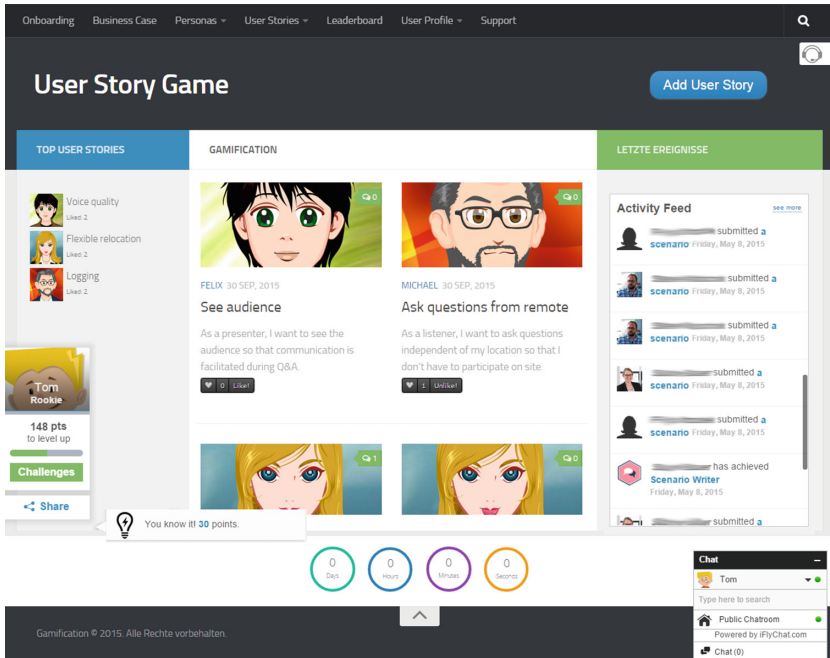 Onboarding Business Case Personas User Stories Leaderboard User Profile Support
User Story Game
Add User Story
TOP USER STORIES
Voice quality
Liked: 2
Flexible relocation
Liked: 2
Logging
Liked: 2
Tom
Rookie
148 pts
to level up
Challenges
Share
You know it! 30 points.
GAMIFICATION
0
FELIX 30 SEP, 2015
See audience
As a presenter, I want to see the
audience so that communication is
facilitated during Q&A.
0 Like!
0
MICHAEL 30 SEP, 2015
Ask questions from remote
As a listener, I want to ask questions
independent of my location so that I
don't have to participate on site.
1 Unlike!
1
0
LETZTE EREIGNISSE
Activity Feed see more
submitted a
scenario Friday, May 8, 2015
submitted a
scenario Friday, May 8, 2015
submitted a
scenario Friday, May 8, 2015
submitted a
scenario Friday, May 8, 2015
submitted a
scenario Friday, May 8, 2015
has achieved
Scenario Writer
Friday, May 8, 2015
submitted a
0
Days
0
Hours
0
Minutes
0
Seconds
Chat
Tom
Type here to search
Public Chatroom
Powered by iFlyChat.com
Chat (0)
Gamification © 2015. Alle Rechte vorbehalten.